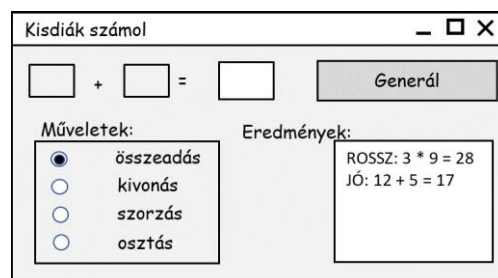 Kisdiák számol
+ =
Generál
Műveletek:
összeadás
kivonás
szorzás
osztás
Eredmények:
ROSSZ: 3 * 9 = 28
JÓ: 12 + 5 = 17